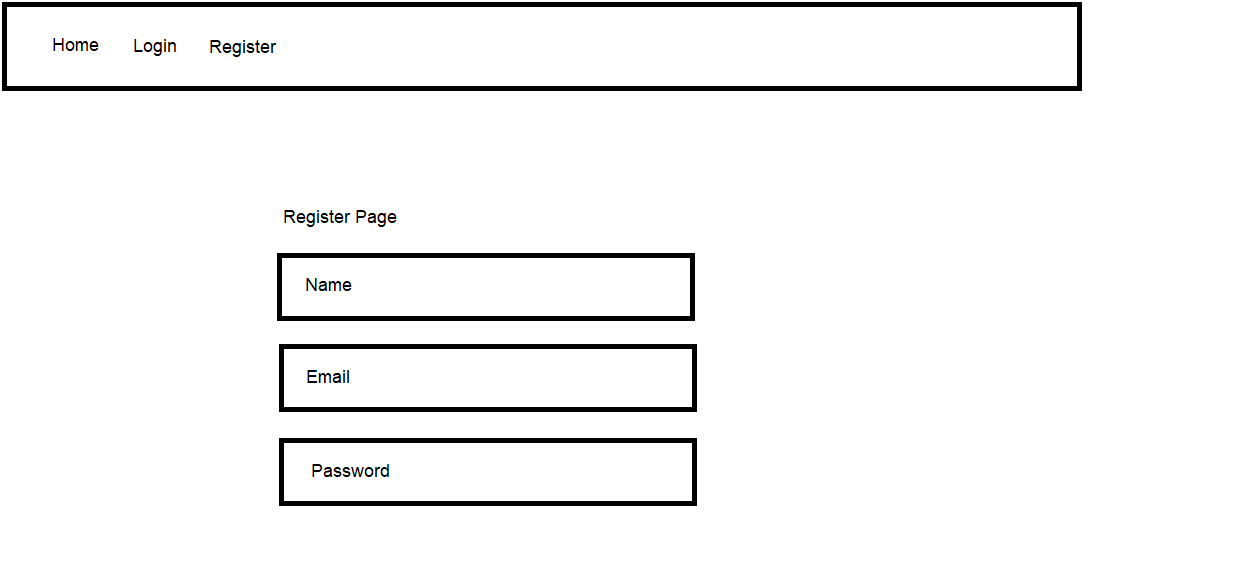 Home Login Register
Register Page
Name
Email
Password